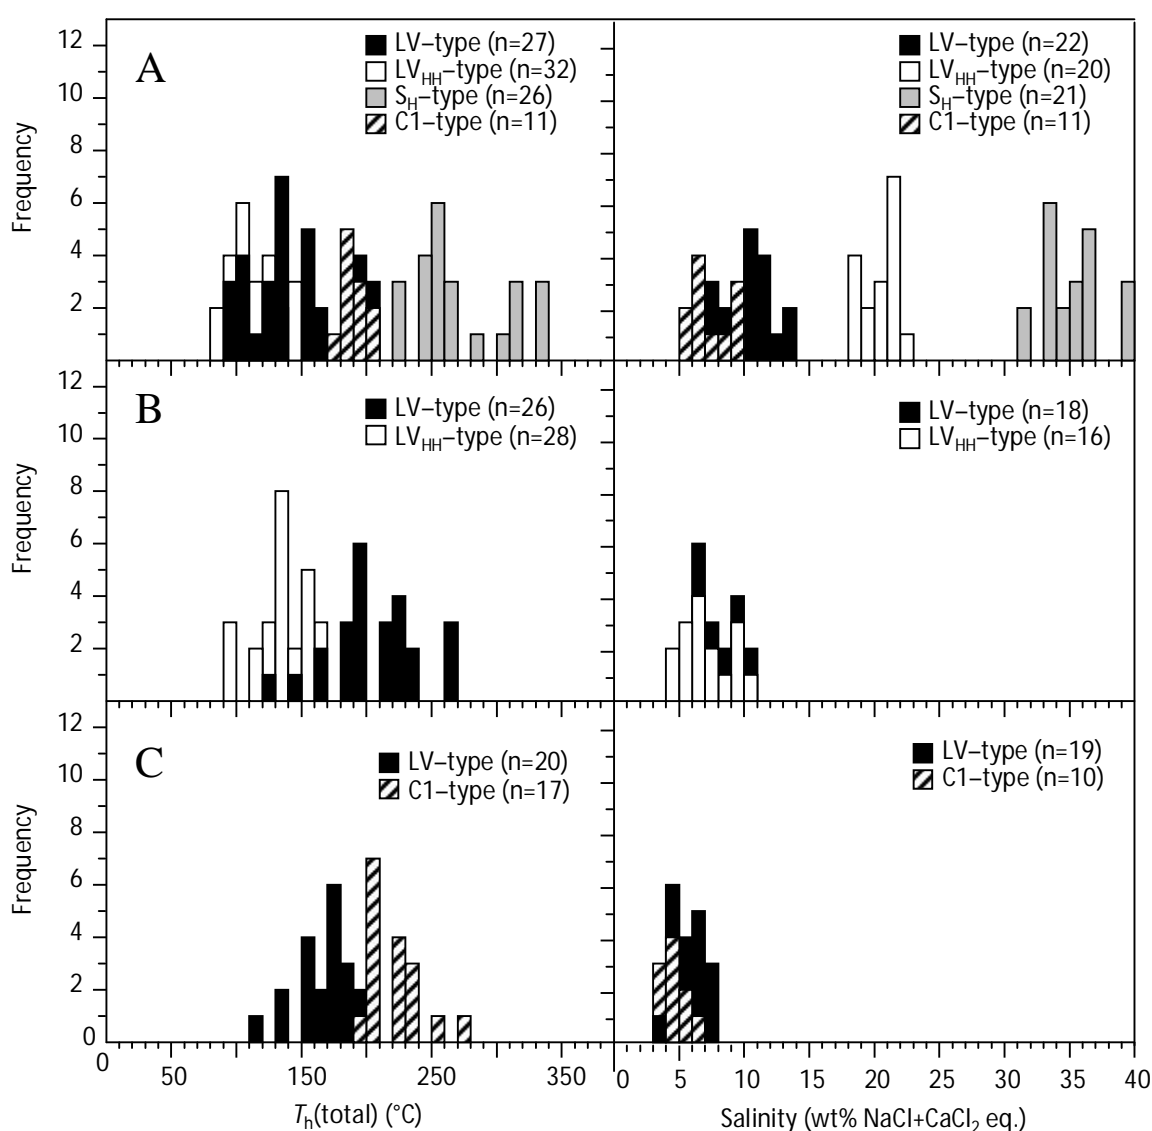 A
12
10
8
6
4
2
Frequency
LV–type (n=27)
LVHH–type (n=32)
SH–type (n=26)
C1–type (n=11)
LV–type (n=22)
LVHH–type (n=20)
SH–type (n=21)
C1–type (n=11)
B
12
10
8
6
4
2
Frequency
LV–type (n=26)
LVHH–type (n=28)
LV–type (n=18)
LVHH–type (n=16)
C
12
10
8
6
4
2
0
Frequency
LV–type (n=20)
C1–type (n=17)
LV–type (n=19)
C1–type (n=10)
0 50 150 250 350
0 5 10 20 25 35 40
Th(total) (°C)
Salinity (wt% NaCl+CaCl2 eq.)